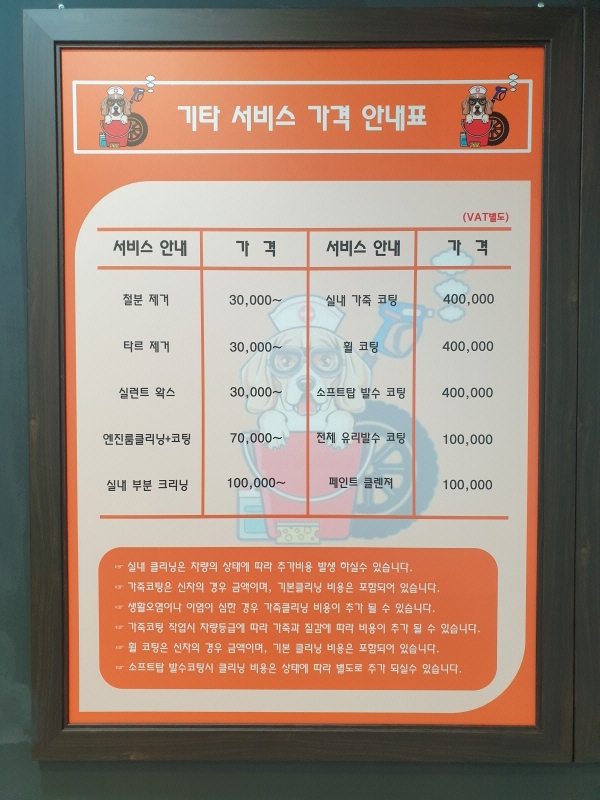 기타 서비스 가격 안내표
(VAT별도)
서비스 안내 가 격 서비스 안내 가 격
철분 제거 30,000~ 실내 가죽 코팅 400,000
타르 제거 30,000~ 휠 코팅 400,000
실런트 왁스 30,000~ 소프트탑 발수 코팅 400,000
엔진룸클리닝+코팅 70,000~ 전체 유리발수 코팅 100,000
실내 부분 크리닝 100,000~ 페인트 클렌져 100,000
☞ 실내 클리닝은 차량의 상태에 따라 추가비용 발생 하실수 있습니다.
☞ 가죽코팅은 신차의 경우 금액이며, 기본클리닝 비용은 포함되어 있습니다.
☞ 생활오염이나 이염이 심한 경우 가죽클리닝 비용이 추가 될 수 있습니다.
☞ 가죽코팅 작업시 차량등급에 따라 가죽과 질감에 따라 비용이 추가 될 수 있습니다.
☞ 휠 코팅은 신차의 경우 금액이며, 기본 클리닝 비용은 포함되어 있습니다.
☞ 소프트탑 발수코팅시 클리닝 비용은 상태에 따라 별도로 추가 되실수 있습니다.